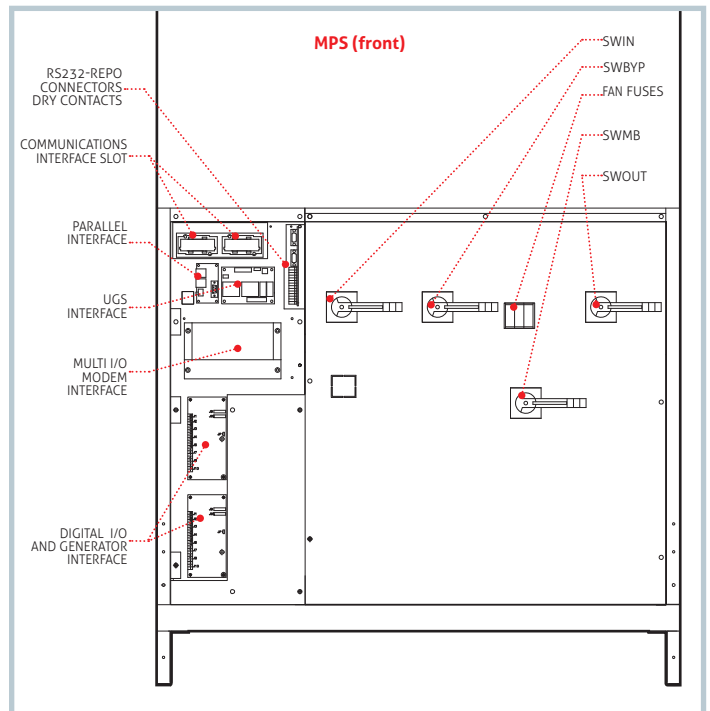 MPS (front)
RS232-REPO
CONNECTORS
DRY CONTACTS
COMMUNICATIONS
INTERFACE SLOT
PARALLEL
INTERFACE
UGS
INTERFACE
MULTI I/O
MODEM
INTERFACE
DIGITAL I/O
AND GENERATOR
INTERFACE
SWIN
SWBYP
FAN FUSES
SWMB
SWOUT